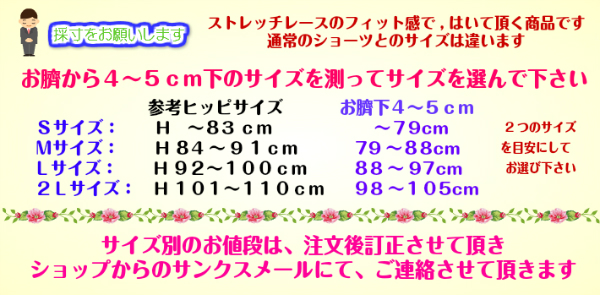 採寸をお願いします
ストレッチレースのフィット感で,はいて頂く商品です
通常のショーツとのサイズは違います
お臍から4～5cm下のサイズを測ってサイズを選んで下さい
参考ヒッピサイズ お臍下4～5cm
Sサイズ: H ～83cm ～79cm
Mサイズ: H84～91cm 79～88cm
Lサイズ: H92～100cm 88～97cm
2Lサイズ: H101～110cm 98～105cm
2つのサイズ
を目安にして
お選び下さい
サイズ別のお値段は、注文後訂正させて頂き
ショップからのサンクスメールにて、ご連絡させて頂きます